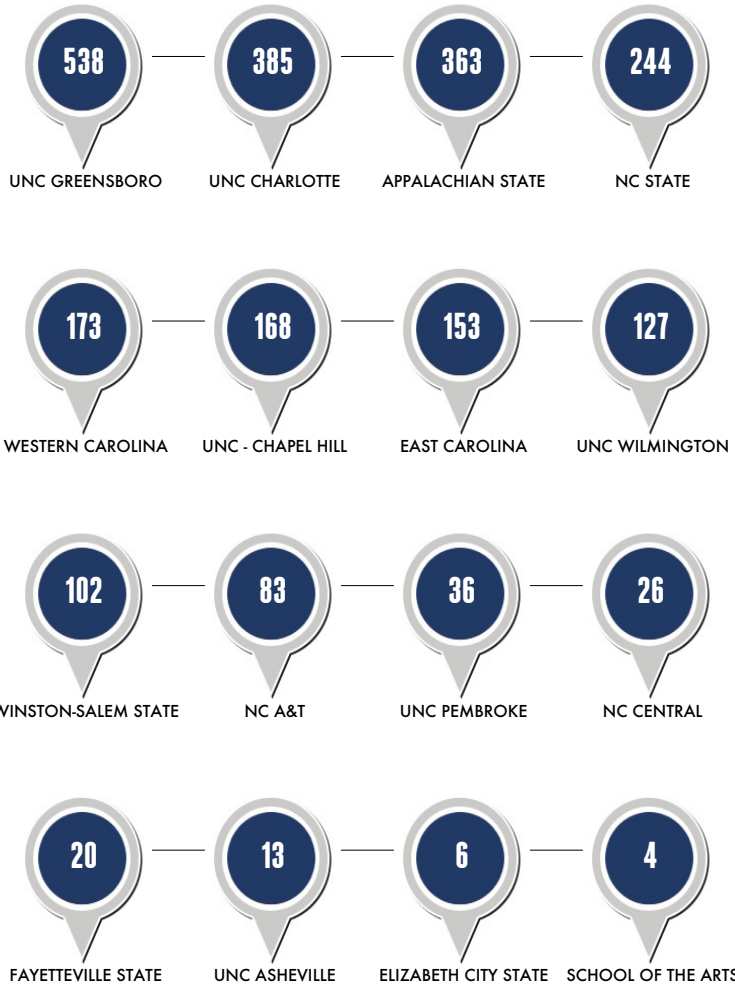 538 385 363 244
UNC GREENSBORO UNC CHARLOTTE APPALACHIAN STATE NC STATE
173 168 153 127
WESTERN CAROLINA UNC - CHAPEL HILL EAST CAROLINA UNC WILMINGTON
102 83 36 26
WINSTON-SALEM STATE NC A&T UNC PEMBROKE NC CENTRAL
20 13 6 4
FAYETTEVILLE STATE UNC ASHEVILLE ELIZABETH CITY STATE SCHOOL OF THE ARTS